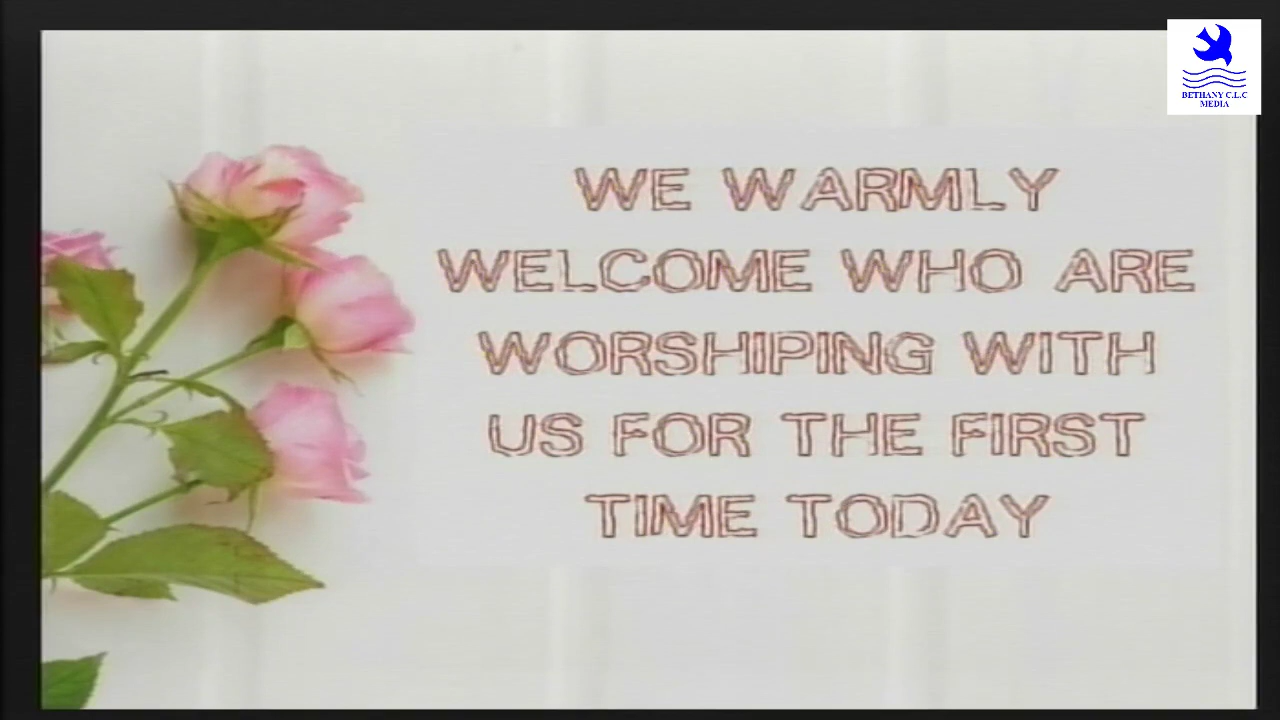 BETHANY C.L.C
MEDIA
WE WARMLY
WELCOME WHO ARE
WORSHIPING WITH
US FOR THE FIRST
TIME TODAY